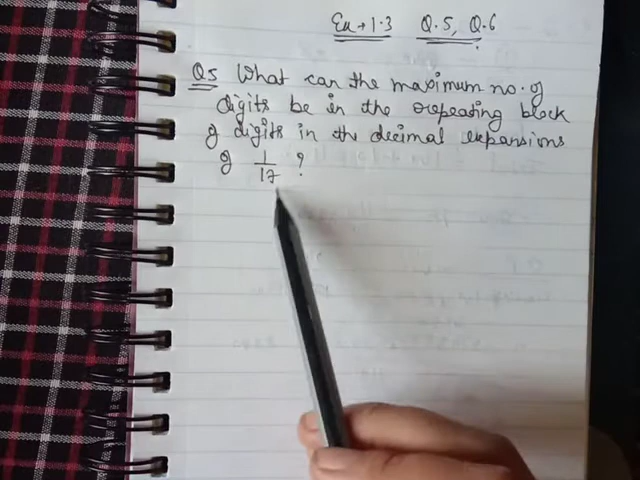 Ex → 1.3 Q.5, Q.6
Q5 What can the maximum no. of
digits be in the repeating block
of digits in the decimal expansions
of 1/17 ?